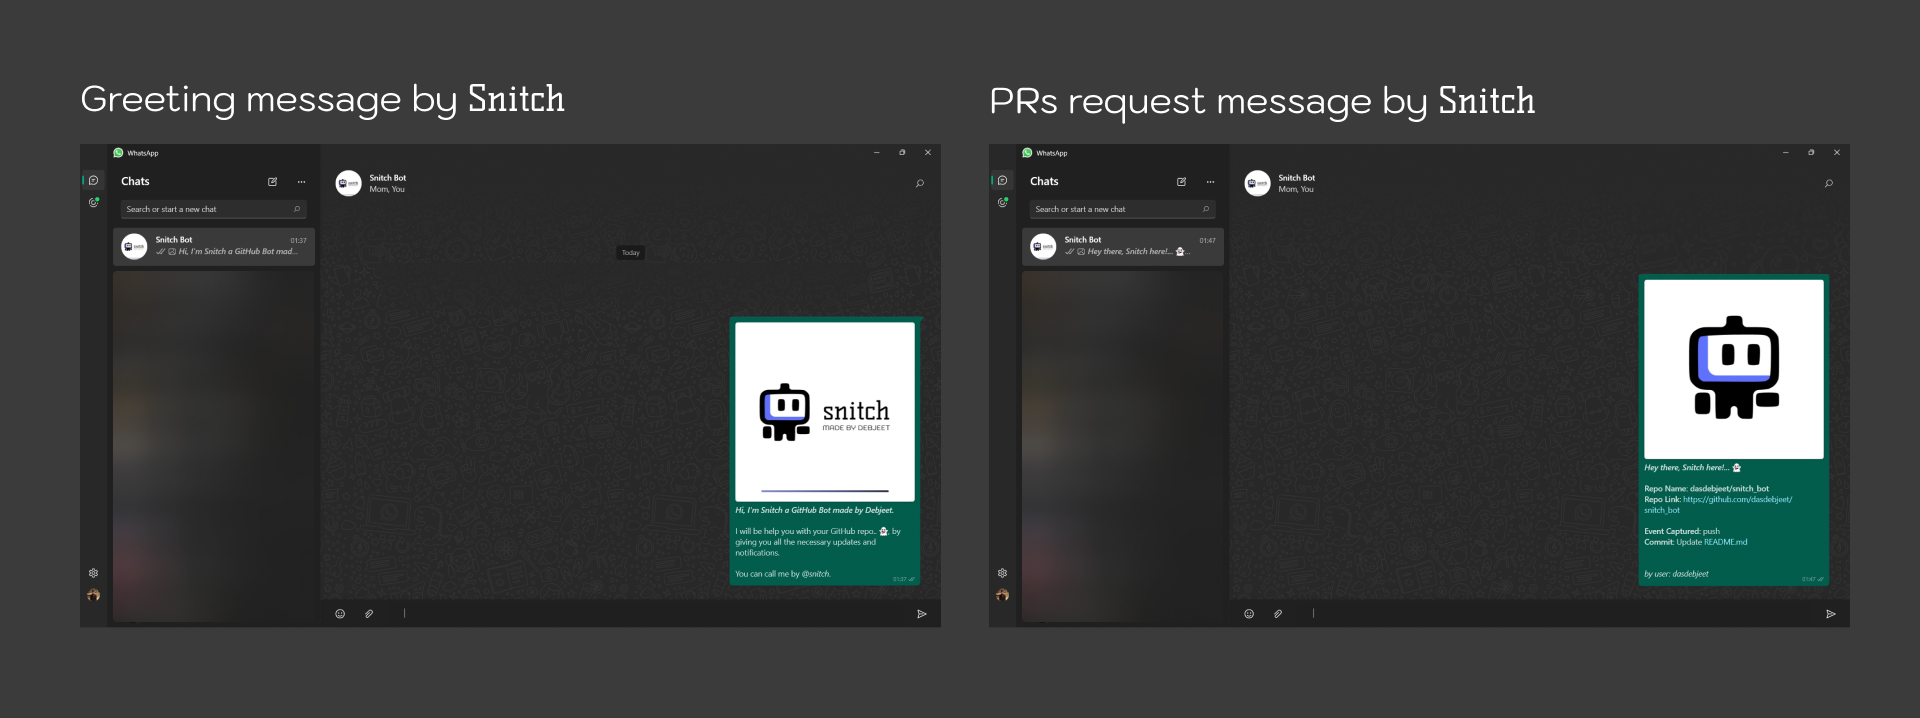 Greeting message by Snitch
WhatsApp
Chats
Search or start a new chat
Snitch Bot
01:37
Hi, I'm Snitch a GitHub Bot mad...
Snitch Bot
Mom, You
Today
snitch
MADE BY DEBJEET
Hi, I'm Snitch a GitHub Bot made by Debjeet.
I will be help you with your GitHub repo.. 👻, by
giving you all the necessary updates and
notifications.
You can call me by @snitch.
01:37
PRs request message by Snitch
WhatsApp
Chats
Search or start a new chat
Snitch Bot
01:47
Hey there, Snitch here!... 👻...
Snitch Bot
Mom, You
Hey there, Snitch here!... 👻
Repo Name: dasdebjeet/snitch_bot
Repo Link: https://github.com/dasdebjeet/
snitch_bot
Event Captured: push
Commit: Update README.md
by user: dasdebjeet
01:47